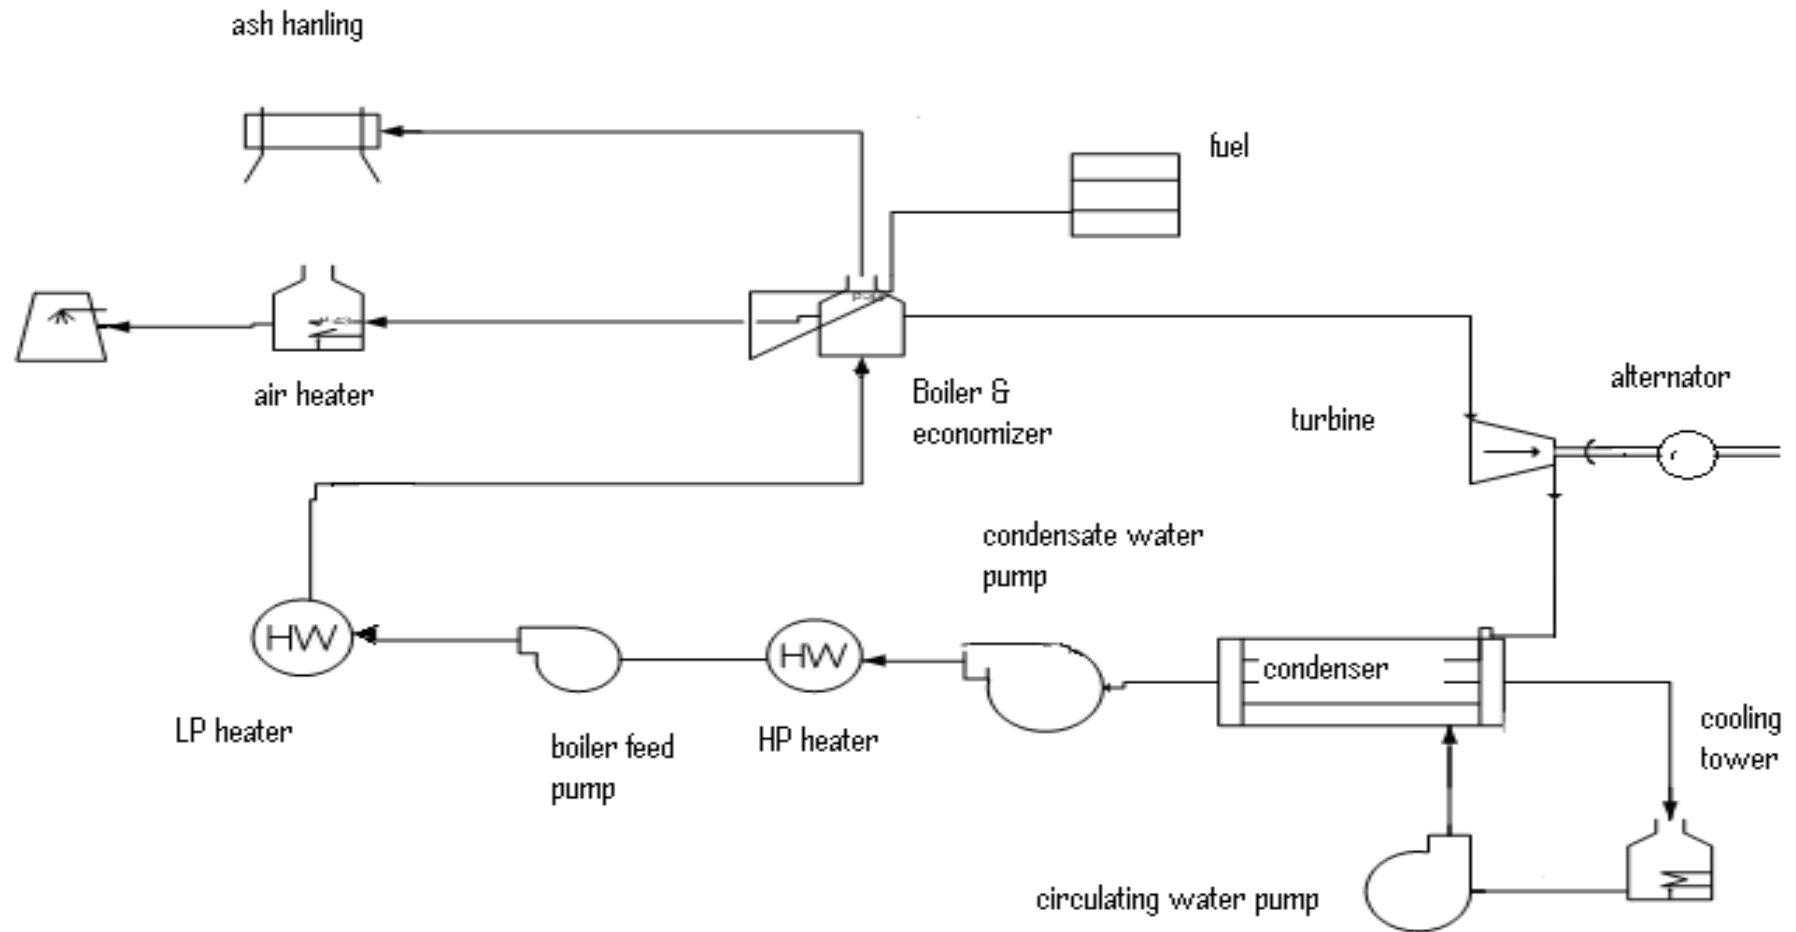 ash hanling
fuel
air heater
Boiler &
economizer
turbine
alternator
condensate water
pump
HW
HW
condenser
LP heater
boiler feed
pump
HP heater
cooling
tower
circulating water pump